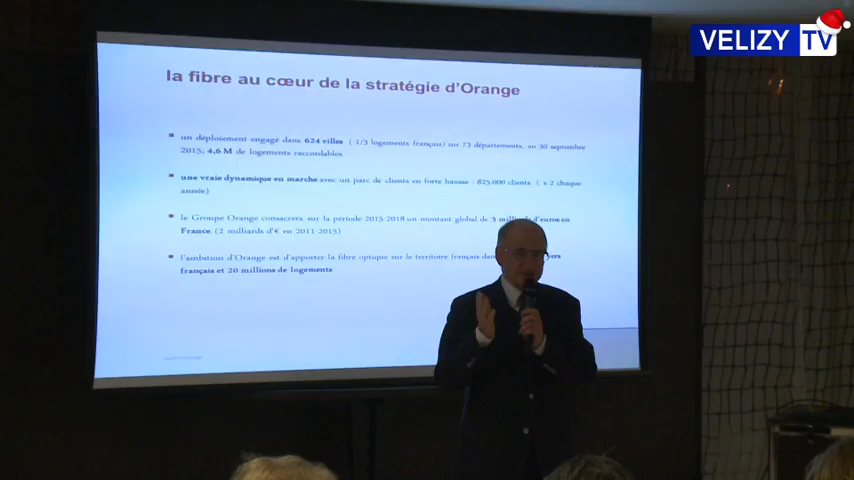 VELIZY TV
la fibre au cœur de la stratégie d'Orange
un déploiement engagé dans 624 villes ( 1/3 logements français) sur 73 départements, au 30 septembre
2015, 4,6 M de logements raccordables
une vraie dynamique en marche avec un parc de clients en forte hausse : 825.000 clients ( x 2 chaque
année)
le Groupe Orange consacrera sur la période 2015-2018 un montant global de 3 d'euros en
France. (2 milliards d'€ en 2011-2015)
l'ambition d'Orange est d'apporter la fibre optique sur le territoire français
français et 20 millions de logements